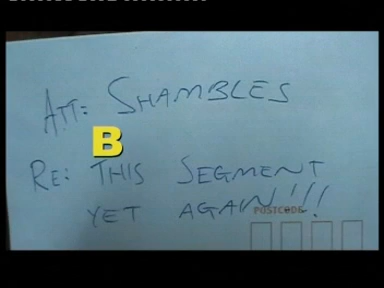 ATT: SHAMBLES
B
RE: THIS SEGMENT
YET AGAIN!!!
POSTCODE